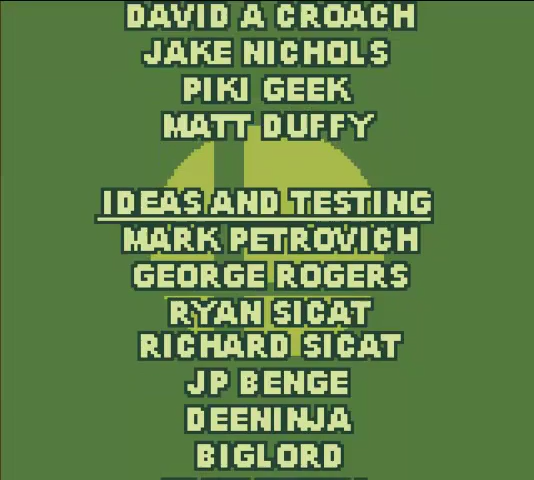 DAVID A CROACH
JAKE NICHOLS
PIKI GEEK
MATT DUFFY
IDEAS AND TESTING
MARK PETROVICH
GEORGE ROGERS
RYAN SICAT
RICHARD SICAT
JP BENGE
DEENINJA
BIGLORD